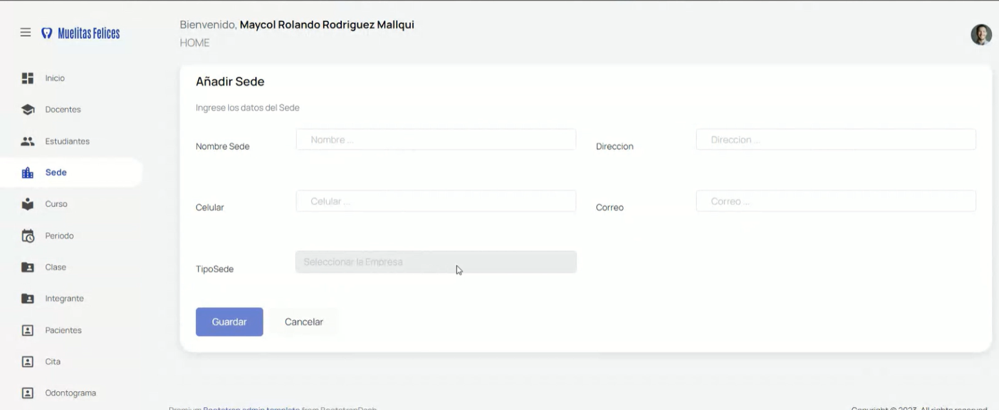 Muelitas Felices
Bienvenido, Maycol Rolando Rodriguez Mallqui
HOME
Inicio
Docentes
Estudiantes
Sede
Curso
Periodo
Clase
Integrante
Pacientes
Cita
Odontograma
Añadir Sede
Ingrese los datos del Sede
Nombre Sede
Nombre ...
Direccion
Direccion ...
Celular
Celular ...
Correo
Correo ...
TipoSede
Seleccionar la Empresa
Guardar
Cancelar
Premium Bootstrap admin template from BootstrapDash.
Copyright © 2023. All rights reserved.